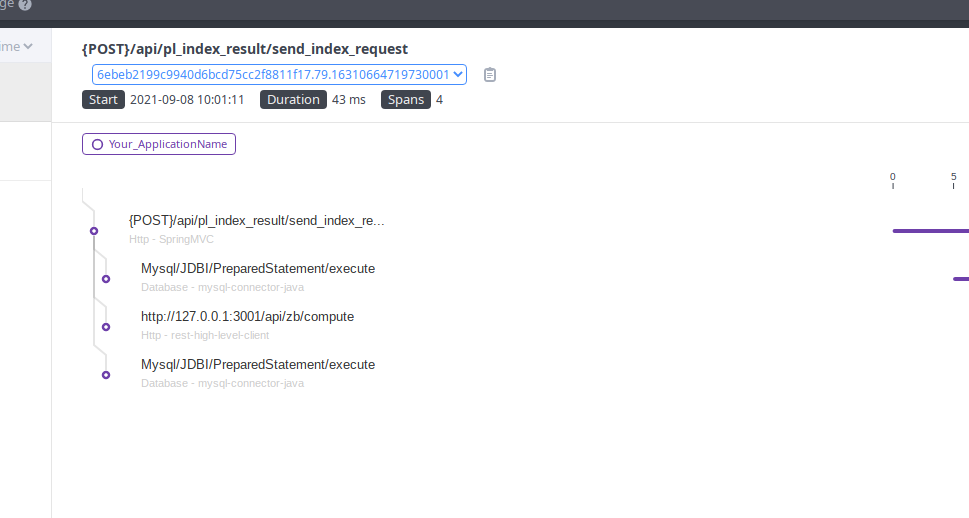 ge ?
ime
{POST}/api/pl_index_result/send_index_request
6ebeb2199c9940d6bcd75cc2f8811f17.79.16310664719730001
Start 2021-09-08 10:01:11 Duration 43 ms Spans 4
Your_ApplicationName
0 5
{POST}/api/pl_index_result/send_index_re...
Http - SpringMVC
Mysql/JDBI/PreparedStatement/execute
Database - mysql-connector-java
http://127.0.0.1:3001/api/zb/compute
Http - rest-high-level-client
Mysql/JDBI/PreparedStatement/execute
Database - mysql-connector-java